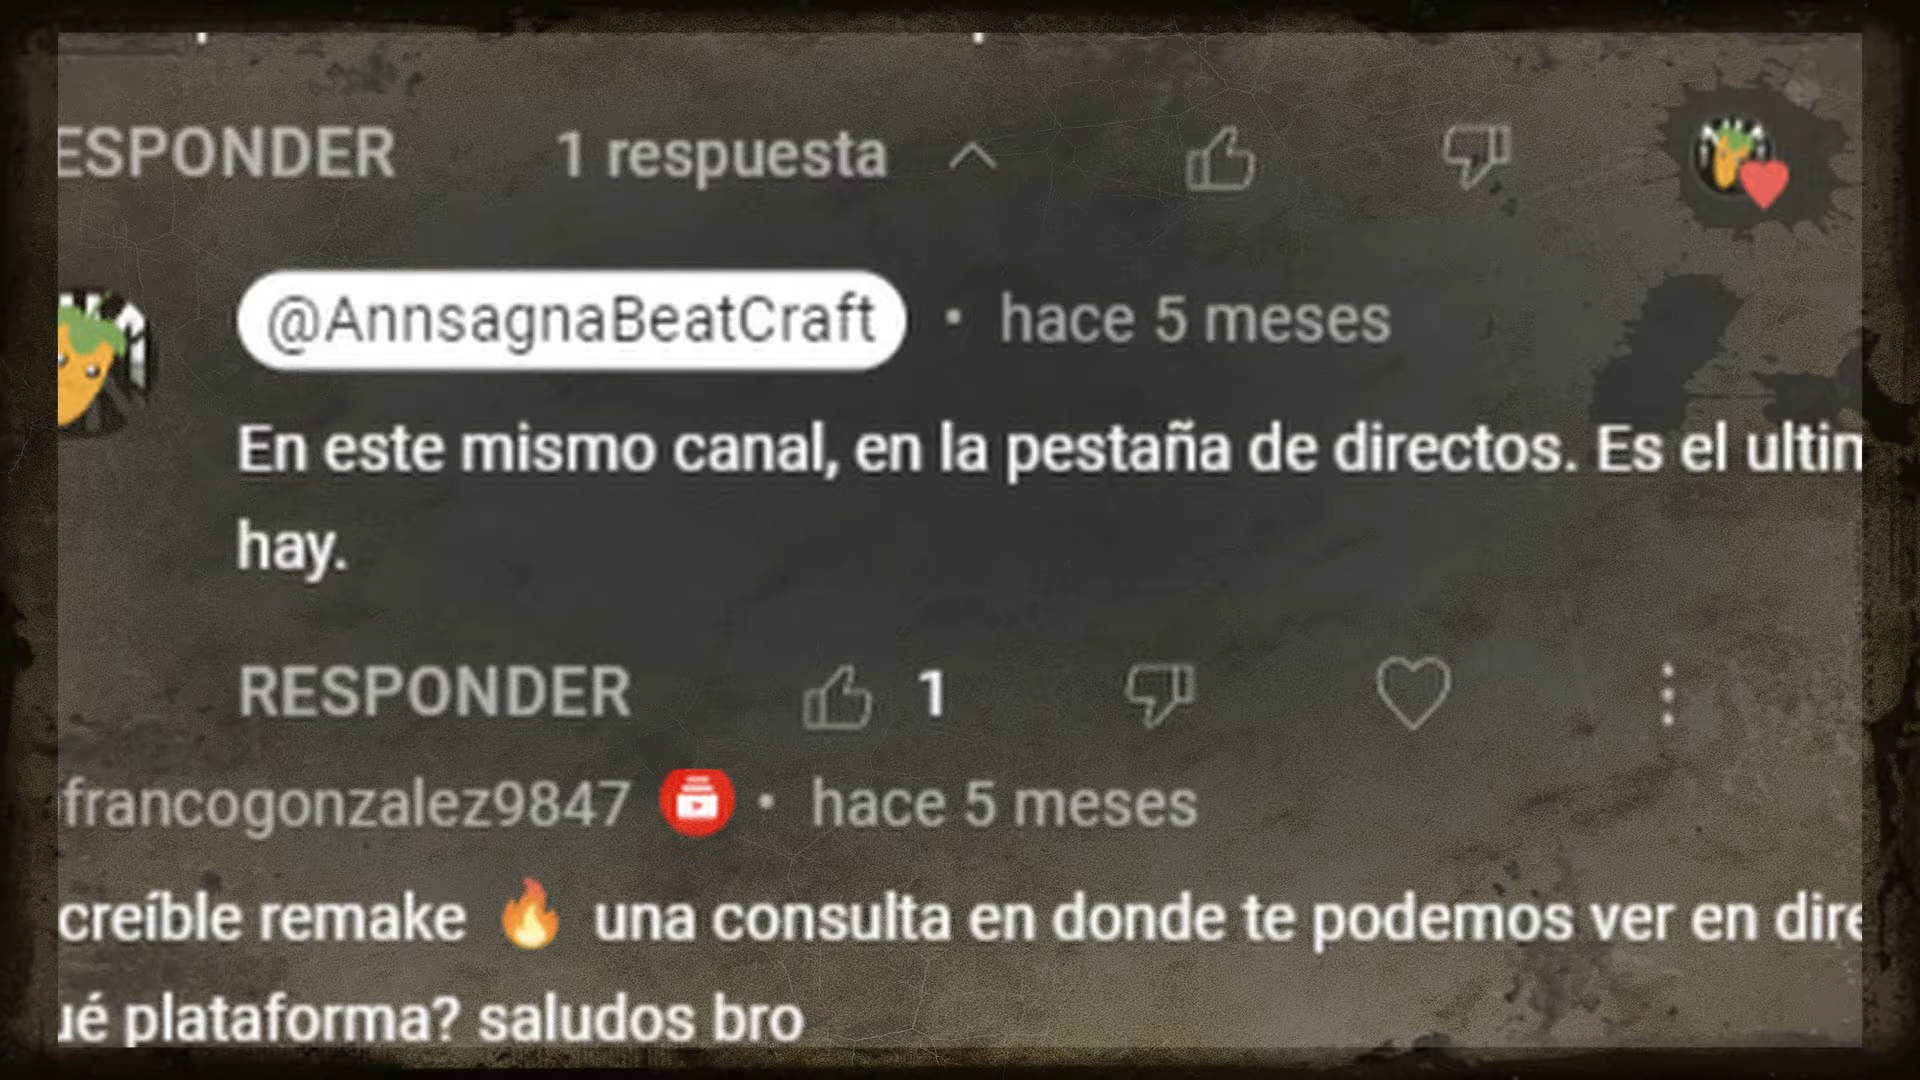 ESPONDER 1 respuesta
@AnnsagnaBeatCraft • hace 5 meses
En este mismo canal, en la pestaña de directos. Es el ultim
hay.
RESPONDER 1
francogonzalez9847 • hace 5 meses
creíble remake 🔥 una consulta en donde te podemos ver en dire
ué plataforma? saludos bro